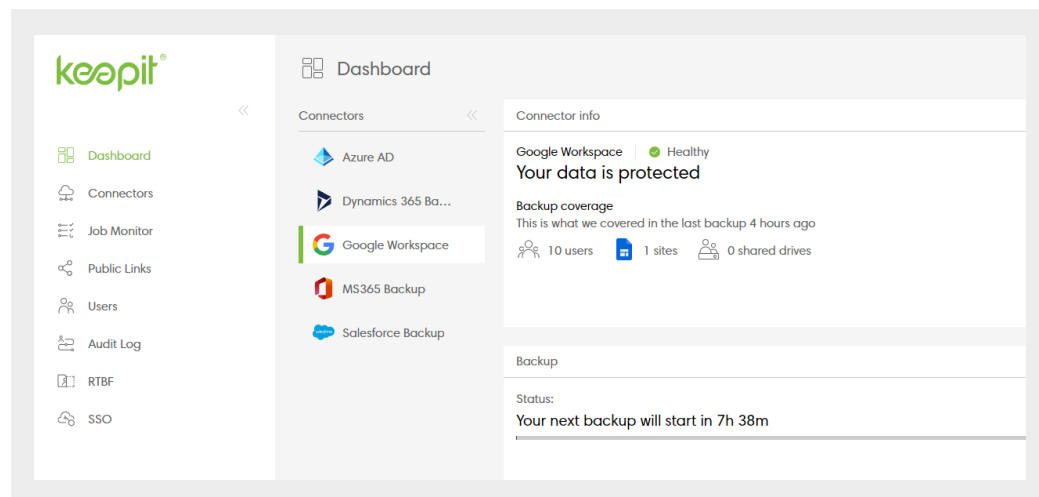 keepit®
Dashboard
Connectors
Job Monitor
Public Links
Users
Audit Log
RTBF
SSO
Dashboard
Connectors
Azure AD
Dynamics 365 Ba...
Google Workspace
MS365 Backup
Salesforce Backup
Connector info
Google Workspace Healthy
Your data is protected
Backup coverage
This is what we covered in the last backup 4 hours ago
10 users 1 sites 0 shared drives
Backup
Status:
Your next backup will start in 7h 38m